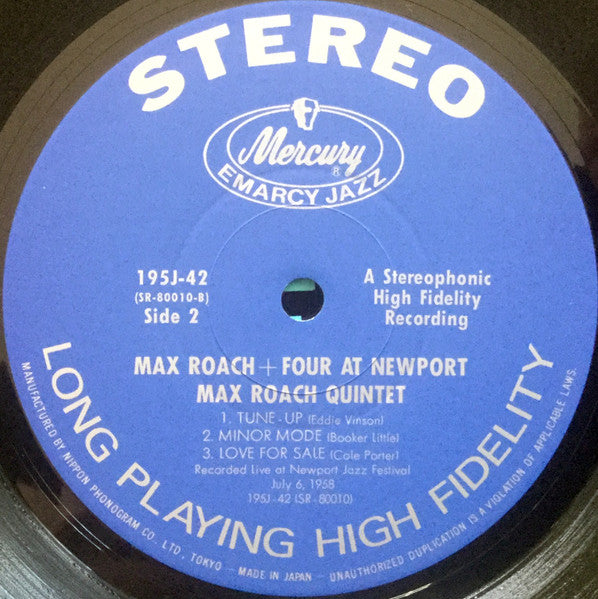 STEREO
Mercury ®
EMARCY JAZZ
195J-42
(SR-80010-B)
Side 2
A Stereophonic
High Fidelity
Recording
MAX ROACH + FOUR AT NEWPORT
MAX ROACH QUINTET
1. TUNE-UP (Eddie Vinson)
2. MINOR MODE (Booker Little)
3. LOVE FOR SALE (Cole Porter)
Recorded Live at Newport Jazz Festival
July 6, 1958
195J-42 (SR-80010)
LONG PLAYING HIGH FIDELITY
MANUFACTURED BY NIPPON PHONOGRAM CO. LTD., TOKYO — MADE IN JAPAN — UNAUTHORIZED DUPLICATION IS A VIOLATION OF APPLICABLE LAWS.